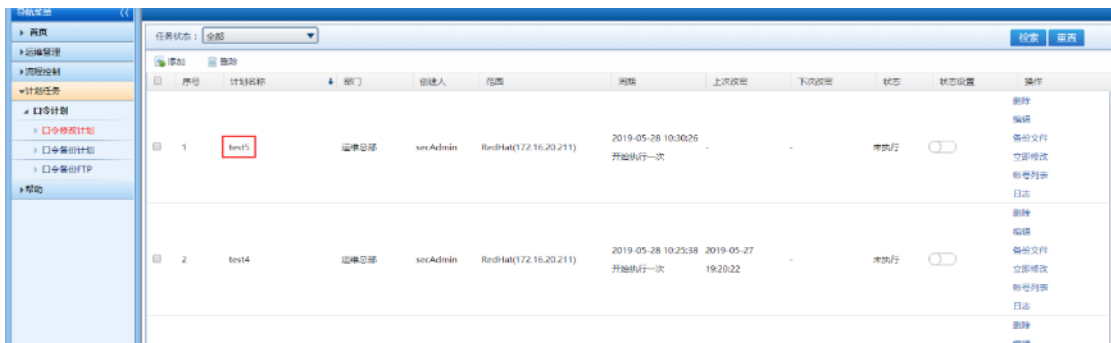 导航菜单
首页
运维管理
流程控制
计划任务
口令计划
口令修改计划
口令备份计划
口令备份FTP
帮助
任务状态： 全部 检索 重置
添加 删除
序号 计划名称 部门 创建人 范围 周期 上次改密 下次改密 状态 状态设置 操作
1 test5 运维总部 secAdmin RedHat(172.16.20.211) 2019-05-28 10:30:26 - - 未执行
开始执行一次
删除
编辑
备份文件
立即修改
帐号列表
日志
2 test4 运维总部 secAdmin RedHat(172.16.20.211) 2019-05-28 10:25:38 2019-05-27 - 未执行
开始执行一次 19:20:22
删除
编辑
备份文件
立即修改
帐号列表
日志
删除